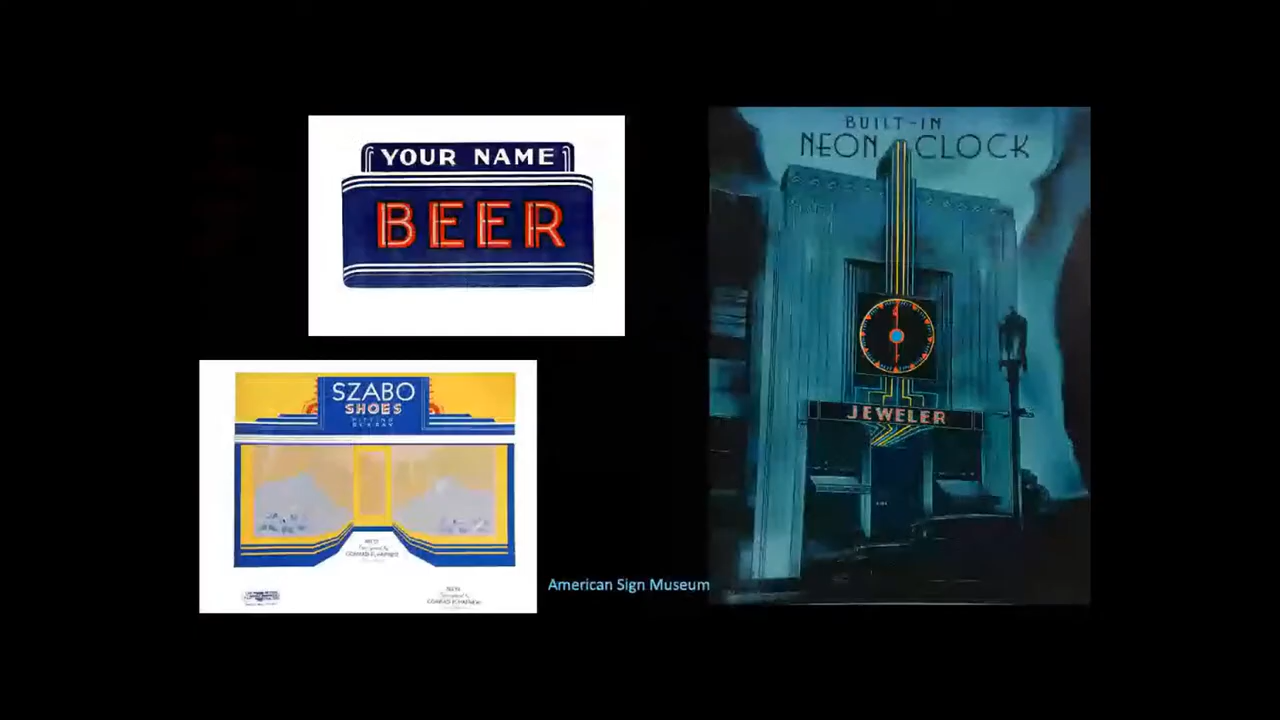 YOUR NAME
BEER
SZABO
SHOES
American Sign Museum
BUILT-IN
NEON CLOCK
JEWELER